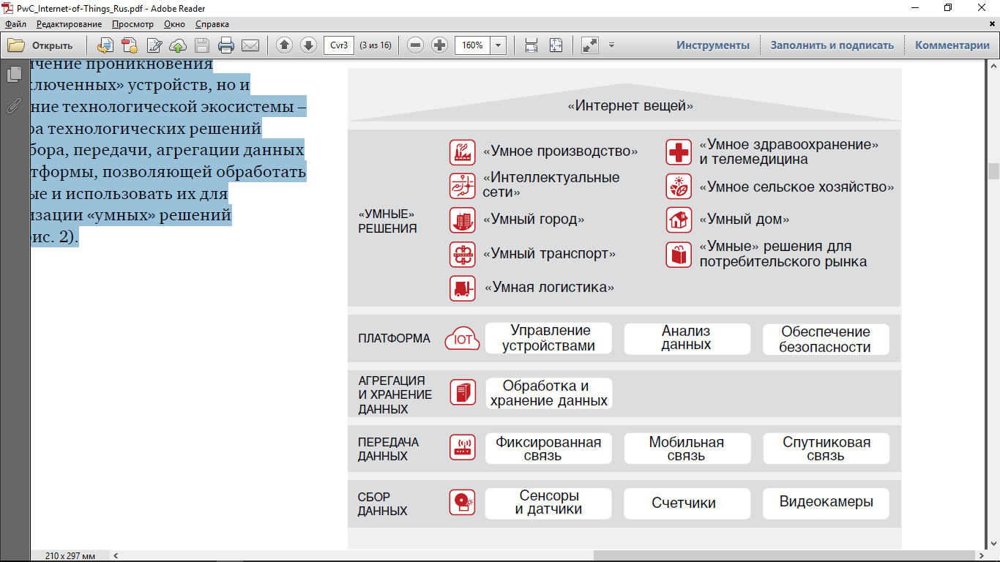 PwC_Internet-of-Things_Rus.pdf - Adobe Reader
Файл Редактирование Просмотр Окно Справка
Открыть Cvr3 (3 из 16) 160% Инструменты Заполнить и подписать Комментарии
ичение проникновения
ключенных» устройств, но и
ние технологической экосистемы –
ра технологических решений
бора, передачи, агрегации данных
тформы, позволяющей обработать
ые и использовать их для
изации «умных» решений
ис. 2).
«Интернет вещей»
«УМНЫЕ»
РЕШЕНИЯ
«Умное производство»
«Интеллектуальные
сети»
«Умный город»
«Умный транспорт»
«Умная логистика»
«Умное здравоохранение»
и телемедицина
«Умное сельское хозяйство»
«Умный дом»
«Умные» решения для
потребительского рынка
ПЛАТФОРМА
IOT
Управление
устройствами
Анализ
данных
Обеспечение
безопасности
АГРЕГАЦИЯ
И ХРАНЕНИЕ
ДАННЫХ
Обработка и
хранение данных
ПЕРЕДАЧА
ДАННЫХ
Фиксированная
связь
Мобильная
связь
Спутниковая
связь
СБОР
ДАННЫХ
Сенсоры
и датчики
Счетчики
Видеокамеры
210 x 297 мм